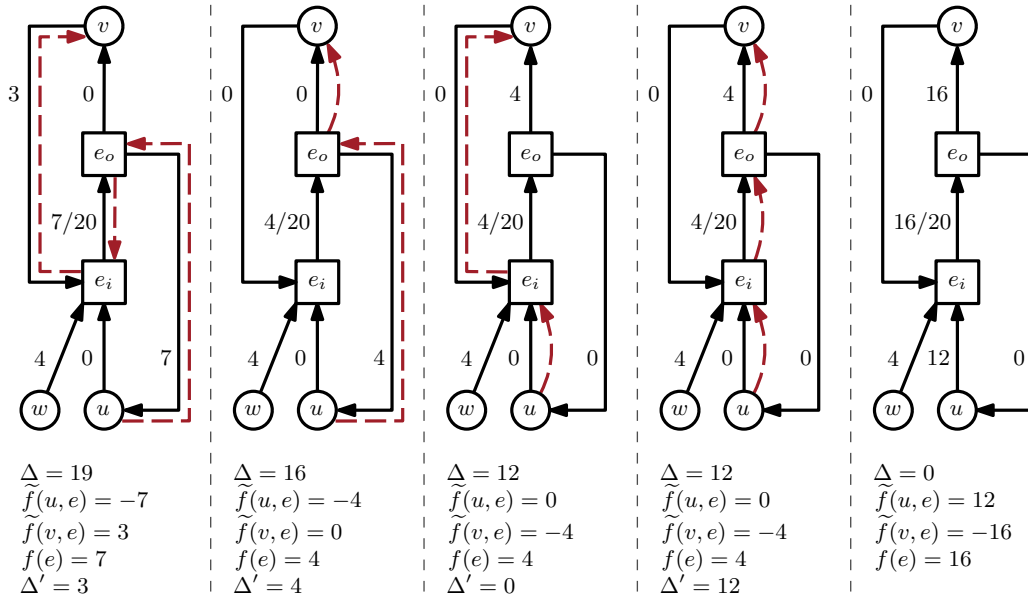 v v v v v
3 0 0 0 0 4 0 4 0 16
e_o e_o e_o e_o e_o
7/20 4/20 4/20 4/20 16/20
e_i e_i e_i e_i e_i
4 0 7 4 0 4 4 0 0 4 0 0 4 12 0
w u w u w u w u w u
Δ = 19
f̃(u, e) = −7
f̃(v, e) = 3
f(e) = 7
Δ′ = 3
Δ = 16
f̃(u, e) = −4
f̃(v, e) = 0
f(e) = 4
Δ′ = 4
Δ = 12
f̃(u, e) = 0
f̃(v, e) = −4
f(e) = 4
Δ′ = 0
Δ = 12
f̃(u, e) = 0
f̃(v, e) = −4
f(e) = 4
Δ′ = 12
Δ = 0
f̃(u, e) = 12
f̃(v, e) = −16
f(e) = 16